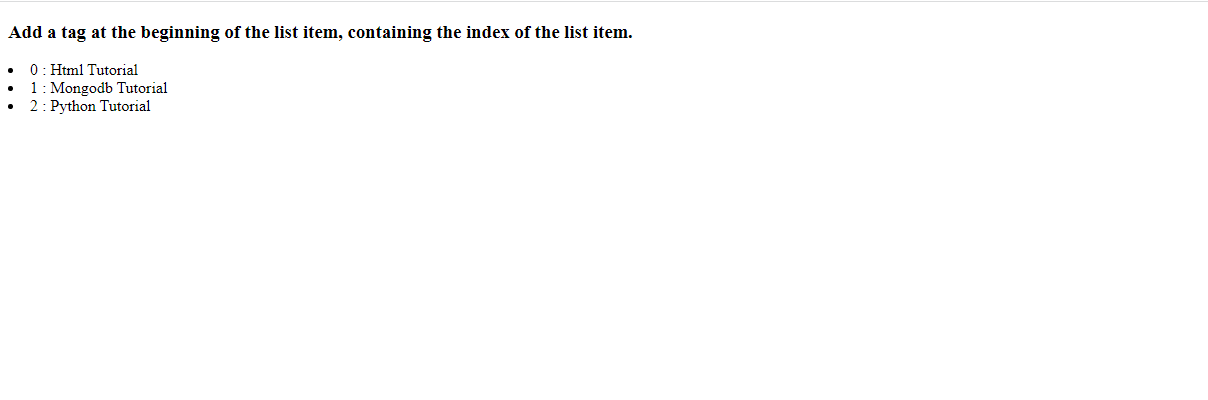 Add a tag at the beginning of the list item, containing the index of the list item.
• 0 : Html Tutorial
• 1 : Mongodb Tutorial
• 2 : Python Tutorial